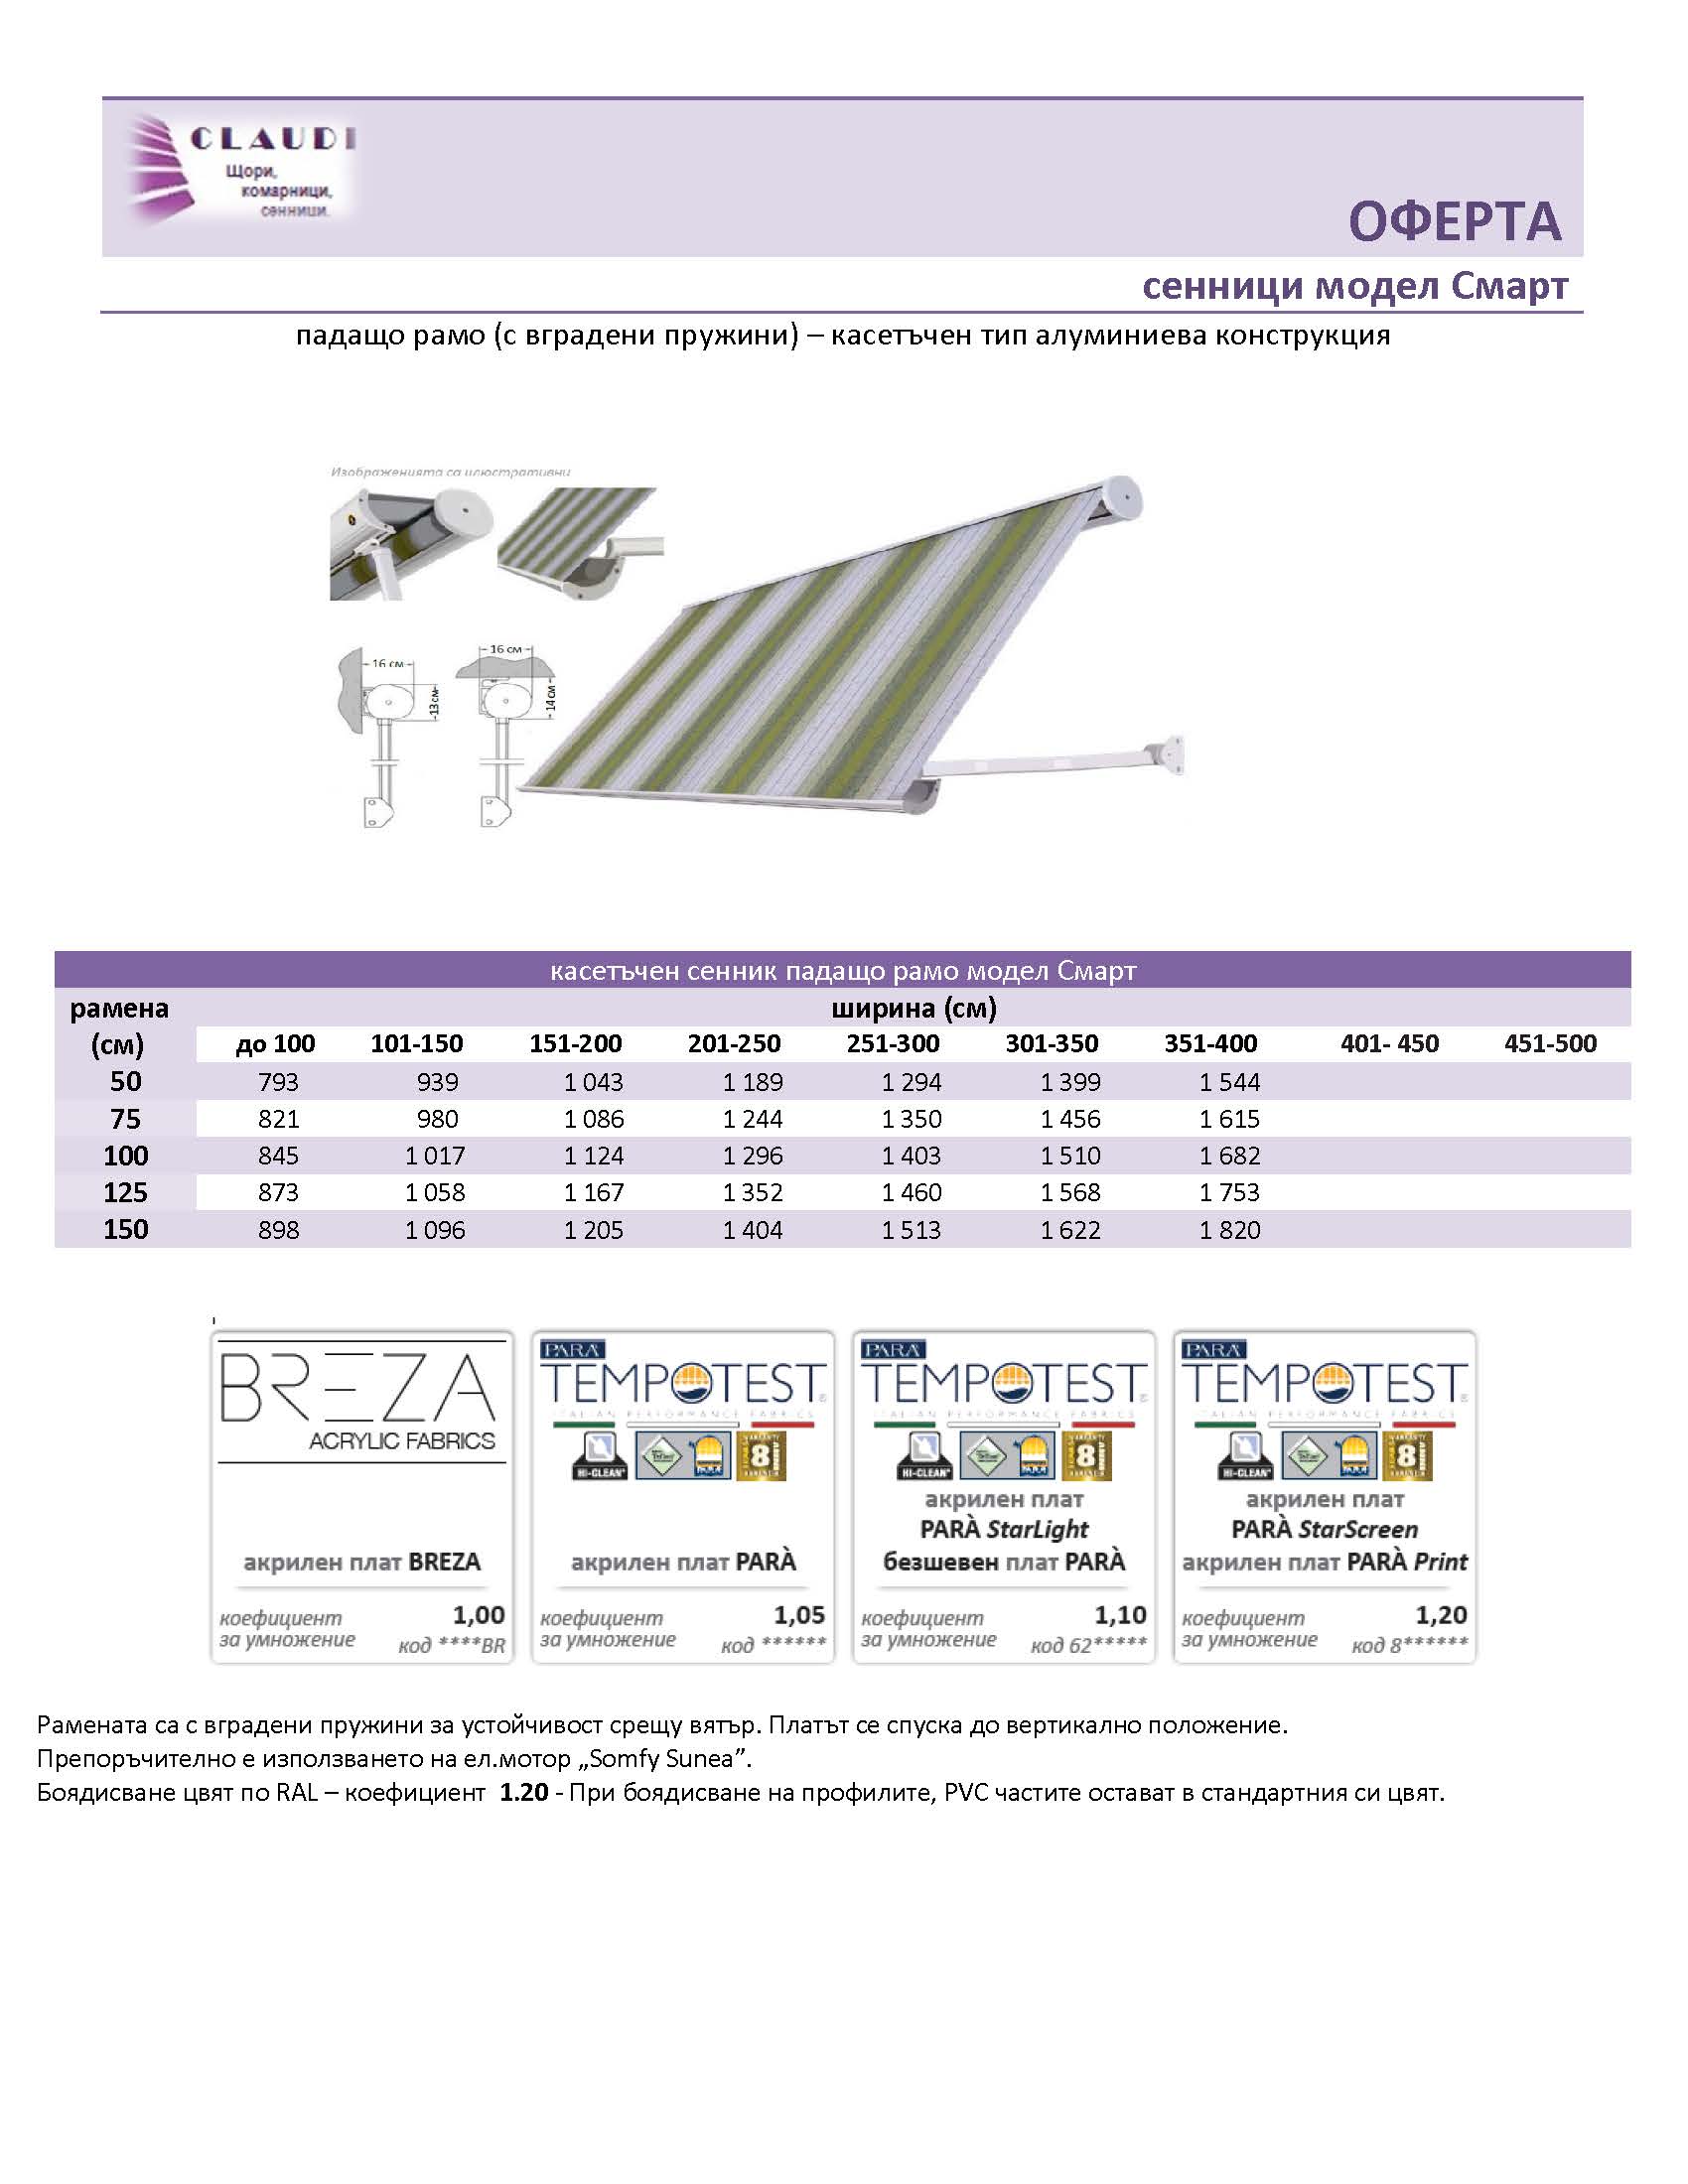 CLAUDI
Щори,
комарници,
сенници.
ОФЕРТА
сенници модел Смарт
падащо рамо (с вградени пружини) – касетъчен тип алуминиева конструкция
Изображенията са илюстративни
16 см
16 см
13см
14см
касетъчен сенник падащо рамо модел Смарт
рамена ширина (см)
(см) до 100 101-150 151-200 201-250 251-300 301-350 351-400 401- 450 451-500
50 793 939 1 043 1 189 1 294 1 399 1 544
75 821 980 1 086 1 244 1 350 1 456 1 615
100 845 1 017 1 124 1 296 1 403 1 510 1 682
125 873 1 058 1 167 1 352 1 460 1 568 1 753
150 898 1 096 1 205 1 404 1 513 1 622 1 820
BREZA
ACRYLIC FABRICS
акрилен плат BREZA
коефициент 1,00
за умножение код ****BR
PARÀ
TEMPOTEST®
ITALIAN PERFORMANCE FABRICS
HI-CLEAN®
8
акрилен плат PARÀ
коефициент 1,05
за умножение код ******
PARÀ
TEMPOTEST®
ITALIAN PERFORMANCE FABRICS
HI-CLEAN®
8
акрилен плат
PARÀ StarLight
безшевен плат PARÀ
коефициент 1,10
за умножение код 62*****
PARÀ
TEMPOTEST®
ITALIAN PERFORMANCE FABRICS
HI-CLEAN®
8
акрилен плат
PARÀ StarScreen
акрилен плат PARÀ Print
коефициент 1,20
за умножение код 8******
Рамената са с вградени пружини за устойчивост срещу вятър. Платът се спуска до вертикално положение.
Препоръчително е използването на ел.мотор „Somfy Sunea”.
Боядисване цвят по RAL – коефициент 1.20 - При боядисване на профилите, PVC частите остават в стандартния си цвят.